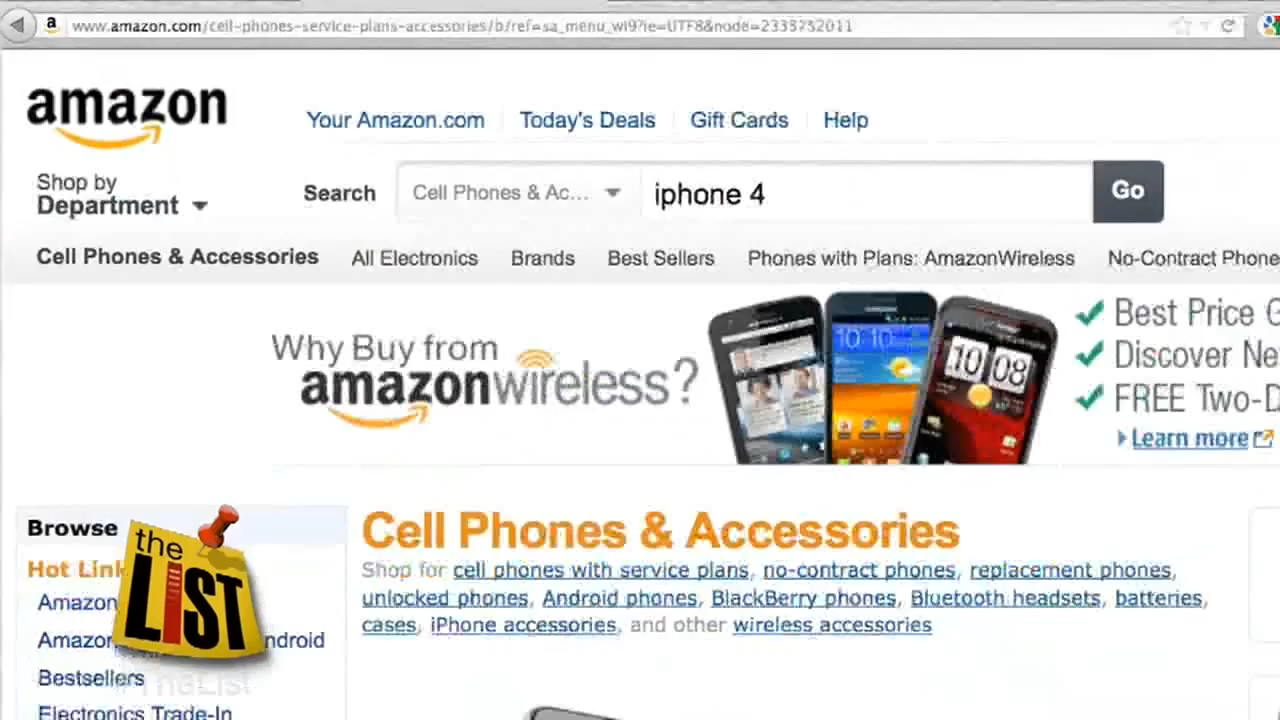 www.amazon.com/cell-phones-service-plans-accessories/b/ref=sa_menu_wl9?ie=UTF8&node=2335752011
amazon
Your Amazon.com Today's Deals Gift Cards Help
Shop by
Department
Search Cell Phones & Ac... iphone 4 Go
Cell Phones & Accessories All Electronics Brands Best Sellers Phones with Plans: AmazonWireless No-Contract Phone
Why Buy from
amazonwireless?
10:10
10 08
Best Price G
Discover Ne
FREE Two-D
Learn more
Browse
Hot Link
Amazon
Amazon ndroid
Bestsellers
Electronics Trade-In
the
LIST
#TheList
Cell Phones & Accessories
Shop for cell phones with service plans, no-contract phones, replacement phones,
unlocked phones, Android phones, BlackBerry phones, Bluetooth headsets, batteries,
cases, iPhone accessories, and other wireless accessories